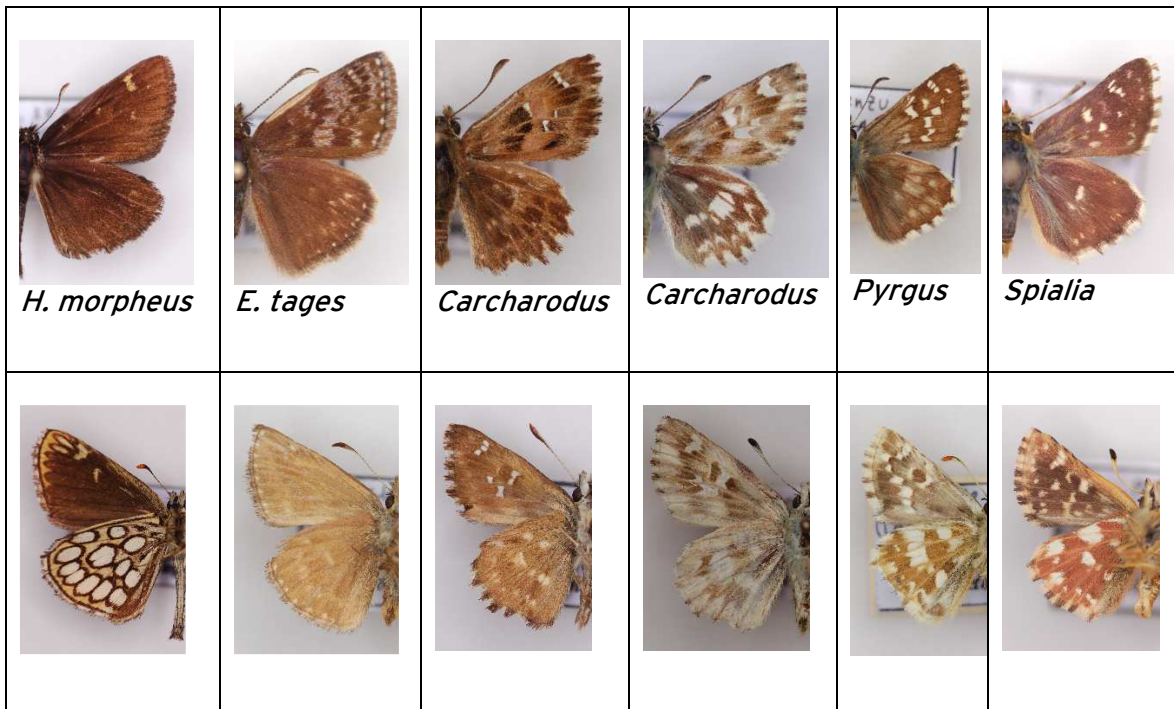 H. morpheus
E. tages
Carcharodus
Carcharodus
Pyrgus
Spialia